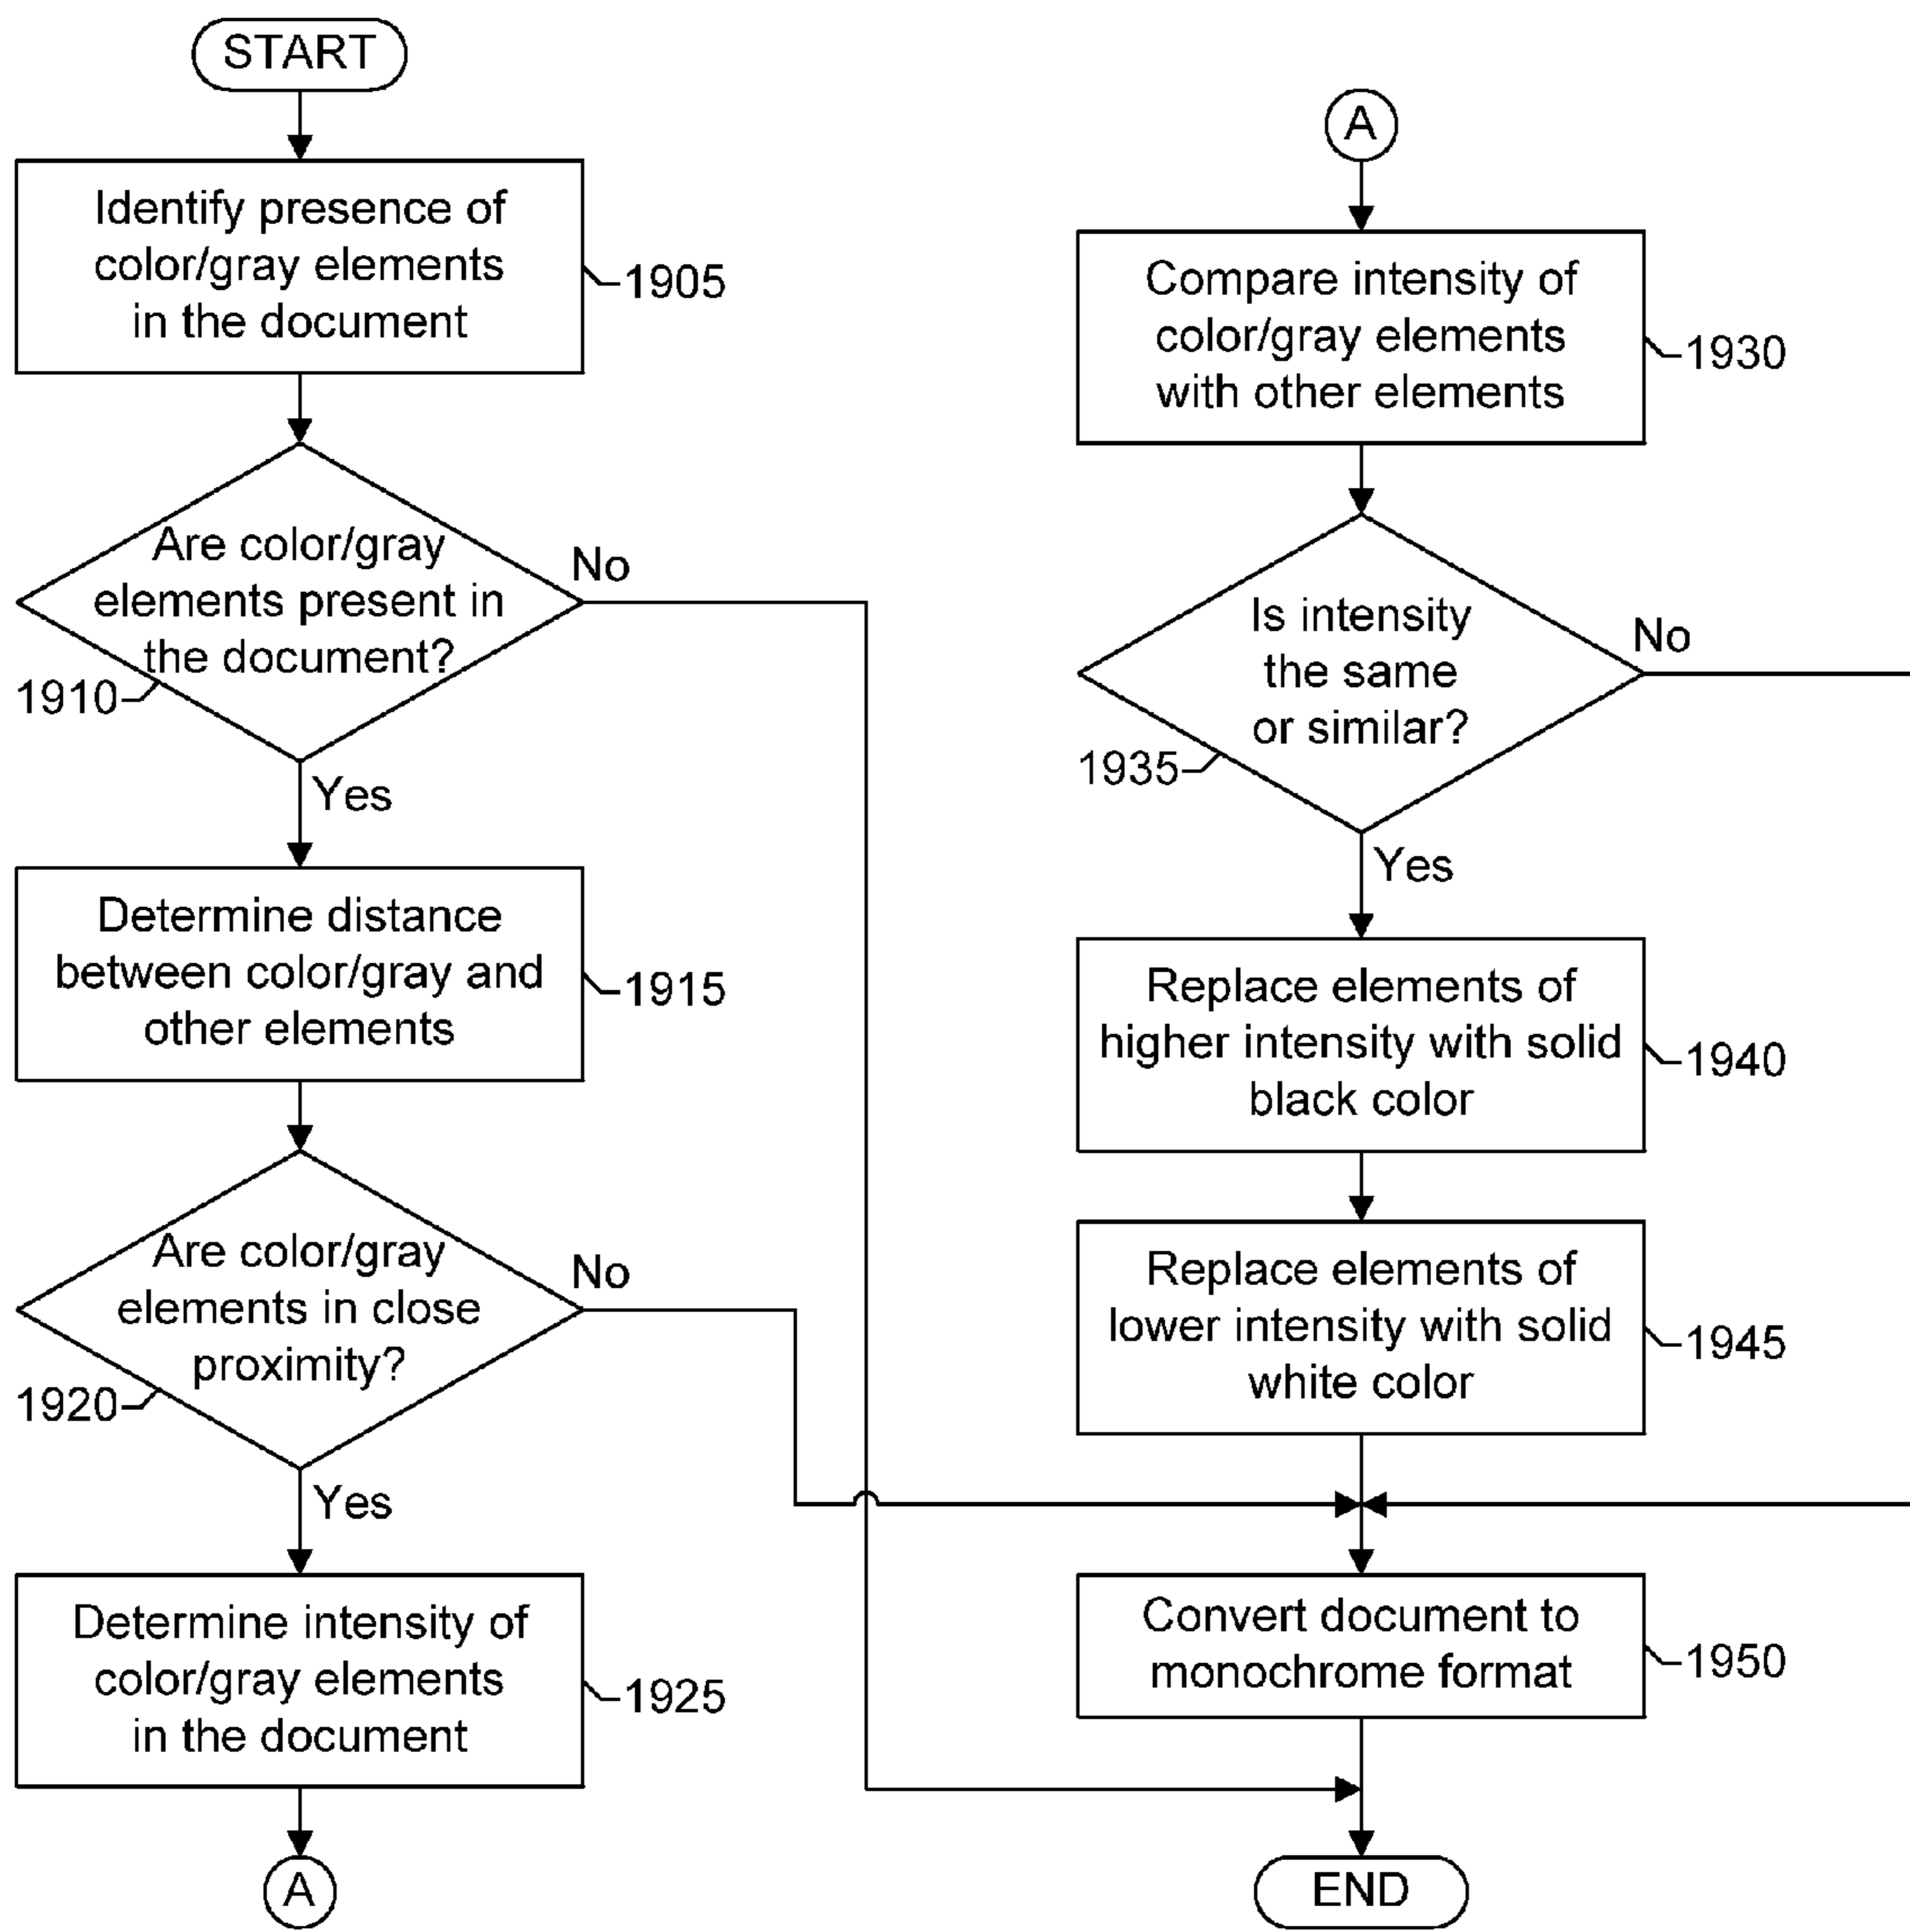 START
Identify presence of
color/gray elements
in the document
1905
Are color/gray
elements present in
the document?
1910
No
Yes
Determine distance
between color/gray and
other elements
1915
Are color/gray
elements in close
proximity?
1920
No
Yes
Determine intensity of
color/gray elements
in the document
1925
A
A
Compare intensity of
color/gray elements
with other elements
1930
Is intensity
the same
or similar?
1935
No
Yes
Replace elements of
higher intensity with solid
black color
1940
Replace elements of
lower intensity with solid
white color
1945
Convert document to
monochrome format
1950
END